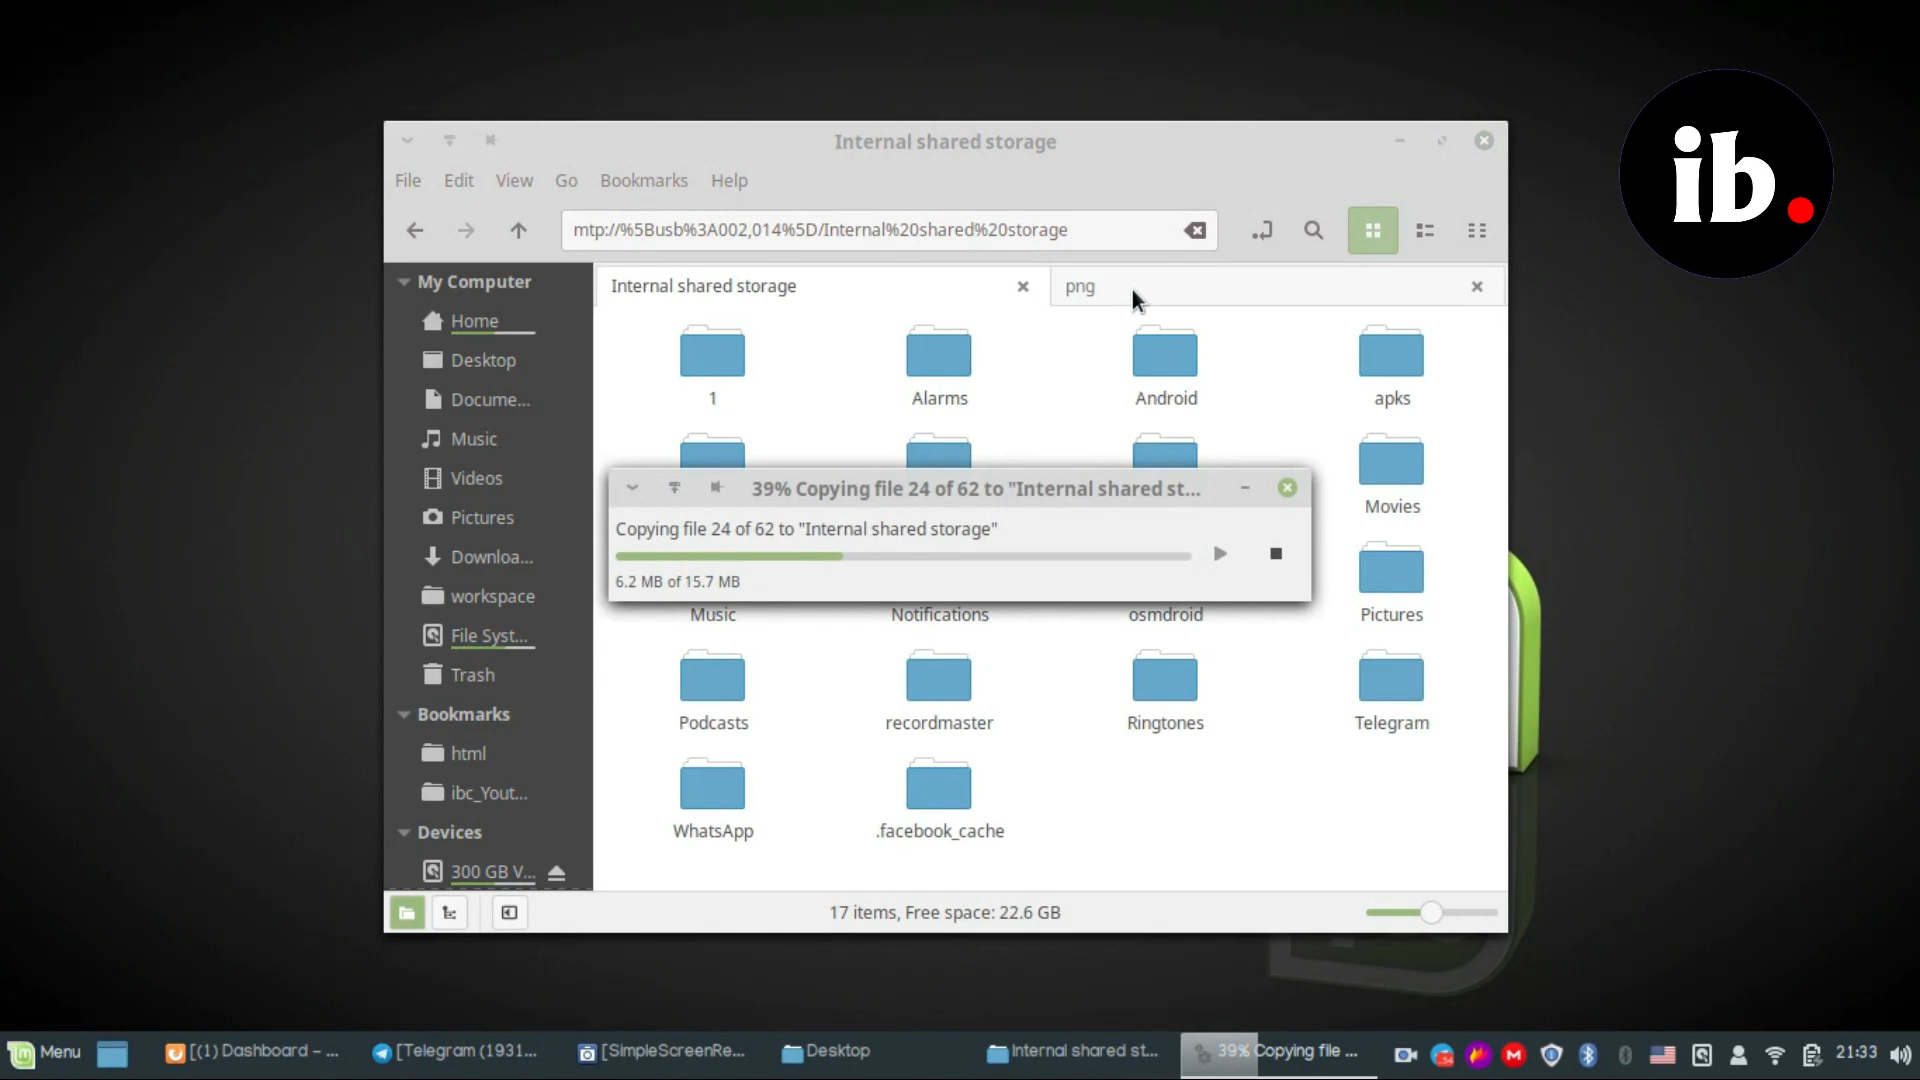 ib.
Internal shared storage
File Edit View Go Bookmarks Help
mtp://%5Busb%3A002,014%5D/Internal%20shared%20storage
My Computer
Home
Desktop
Docume...
Music
Videos
Pictures
Downloa...
workspace
File Syst...
Trash
Bookmarks
html
ibc_Yout...
Devices
300 GB V...
Internal shared storage
png
1
Alarms
Android
apks
Movies
39% Copying file 24 of 62 to "Internal shared st...
Copying file 24 of 62 to "Internal shared storage"
6.2 MB of 15.7 MB
Music
Notifications
osmdroid
Pictures
Podcasts
recordmaster
Ringtones
Telegram
WhatsApp
.facebook_cache
17 items, Free space: 22.6 GB
Menu
[(1) Dashboard – ...
[Telegram (1931...
[SimpleScreenRe...
Desktop
Internal shared st...
39% Copying file ...
21:33